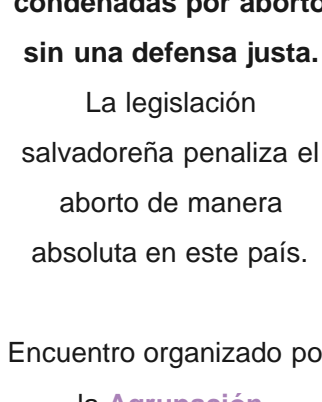 condenadas por aborto
sin una defensa justa.
La legislación
salvadoreña penaliza el
aborto de manera
absoluta en este país.
Encuentro organizado po
la Agrupación